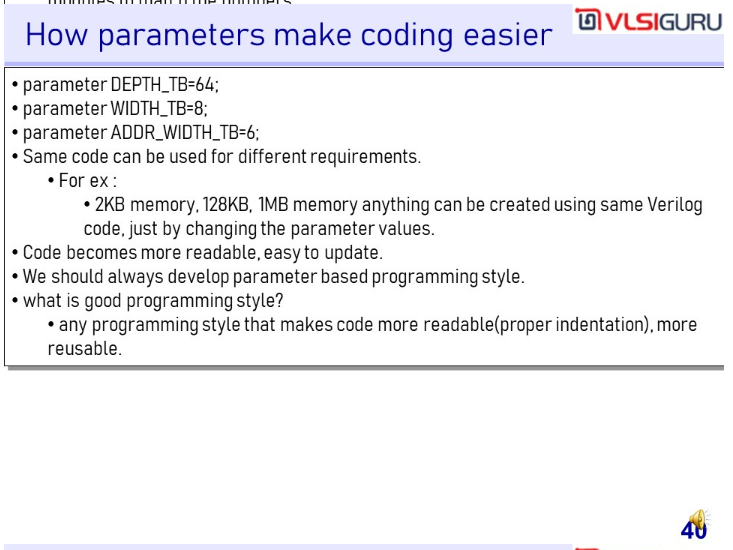 How parameters make coding easier
VLSIGURU
• parameter DEPTH_TB=64;
• parameter WIDTH_TB=8;
• parameter ADDR_WIDTH_TB=6;
• Same code can be used for different requirements.
• For ex :
• 2KB memory, 128KB, 1MB memory anything can be created using same Verilog
code, just by changing the parameter values.
• Code becomes more readable, easy to update.
• We should always develop parameter based programming style.
• what is good programming style?
• any programming style that makes code more readable(proper indentation), more
reusable.
40